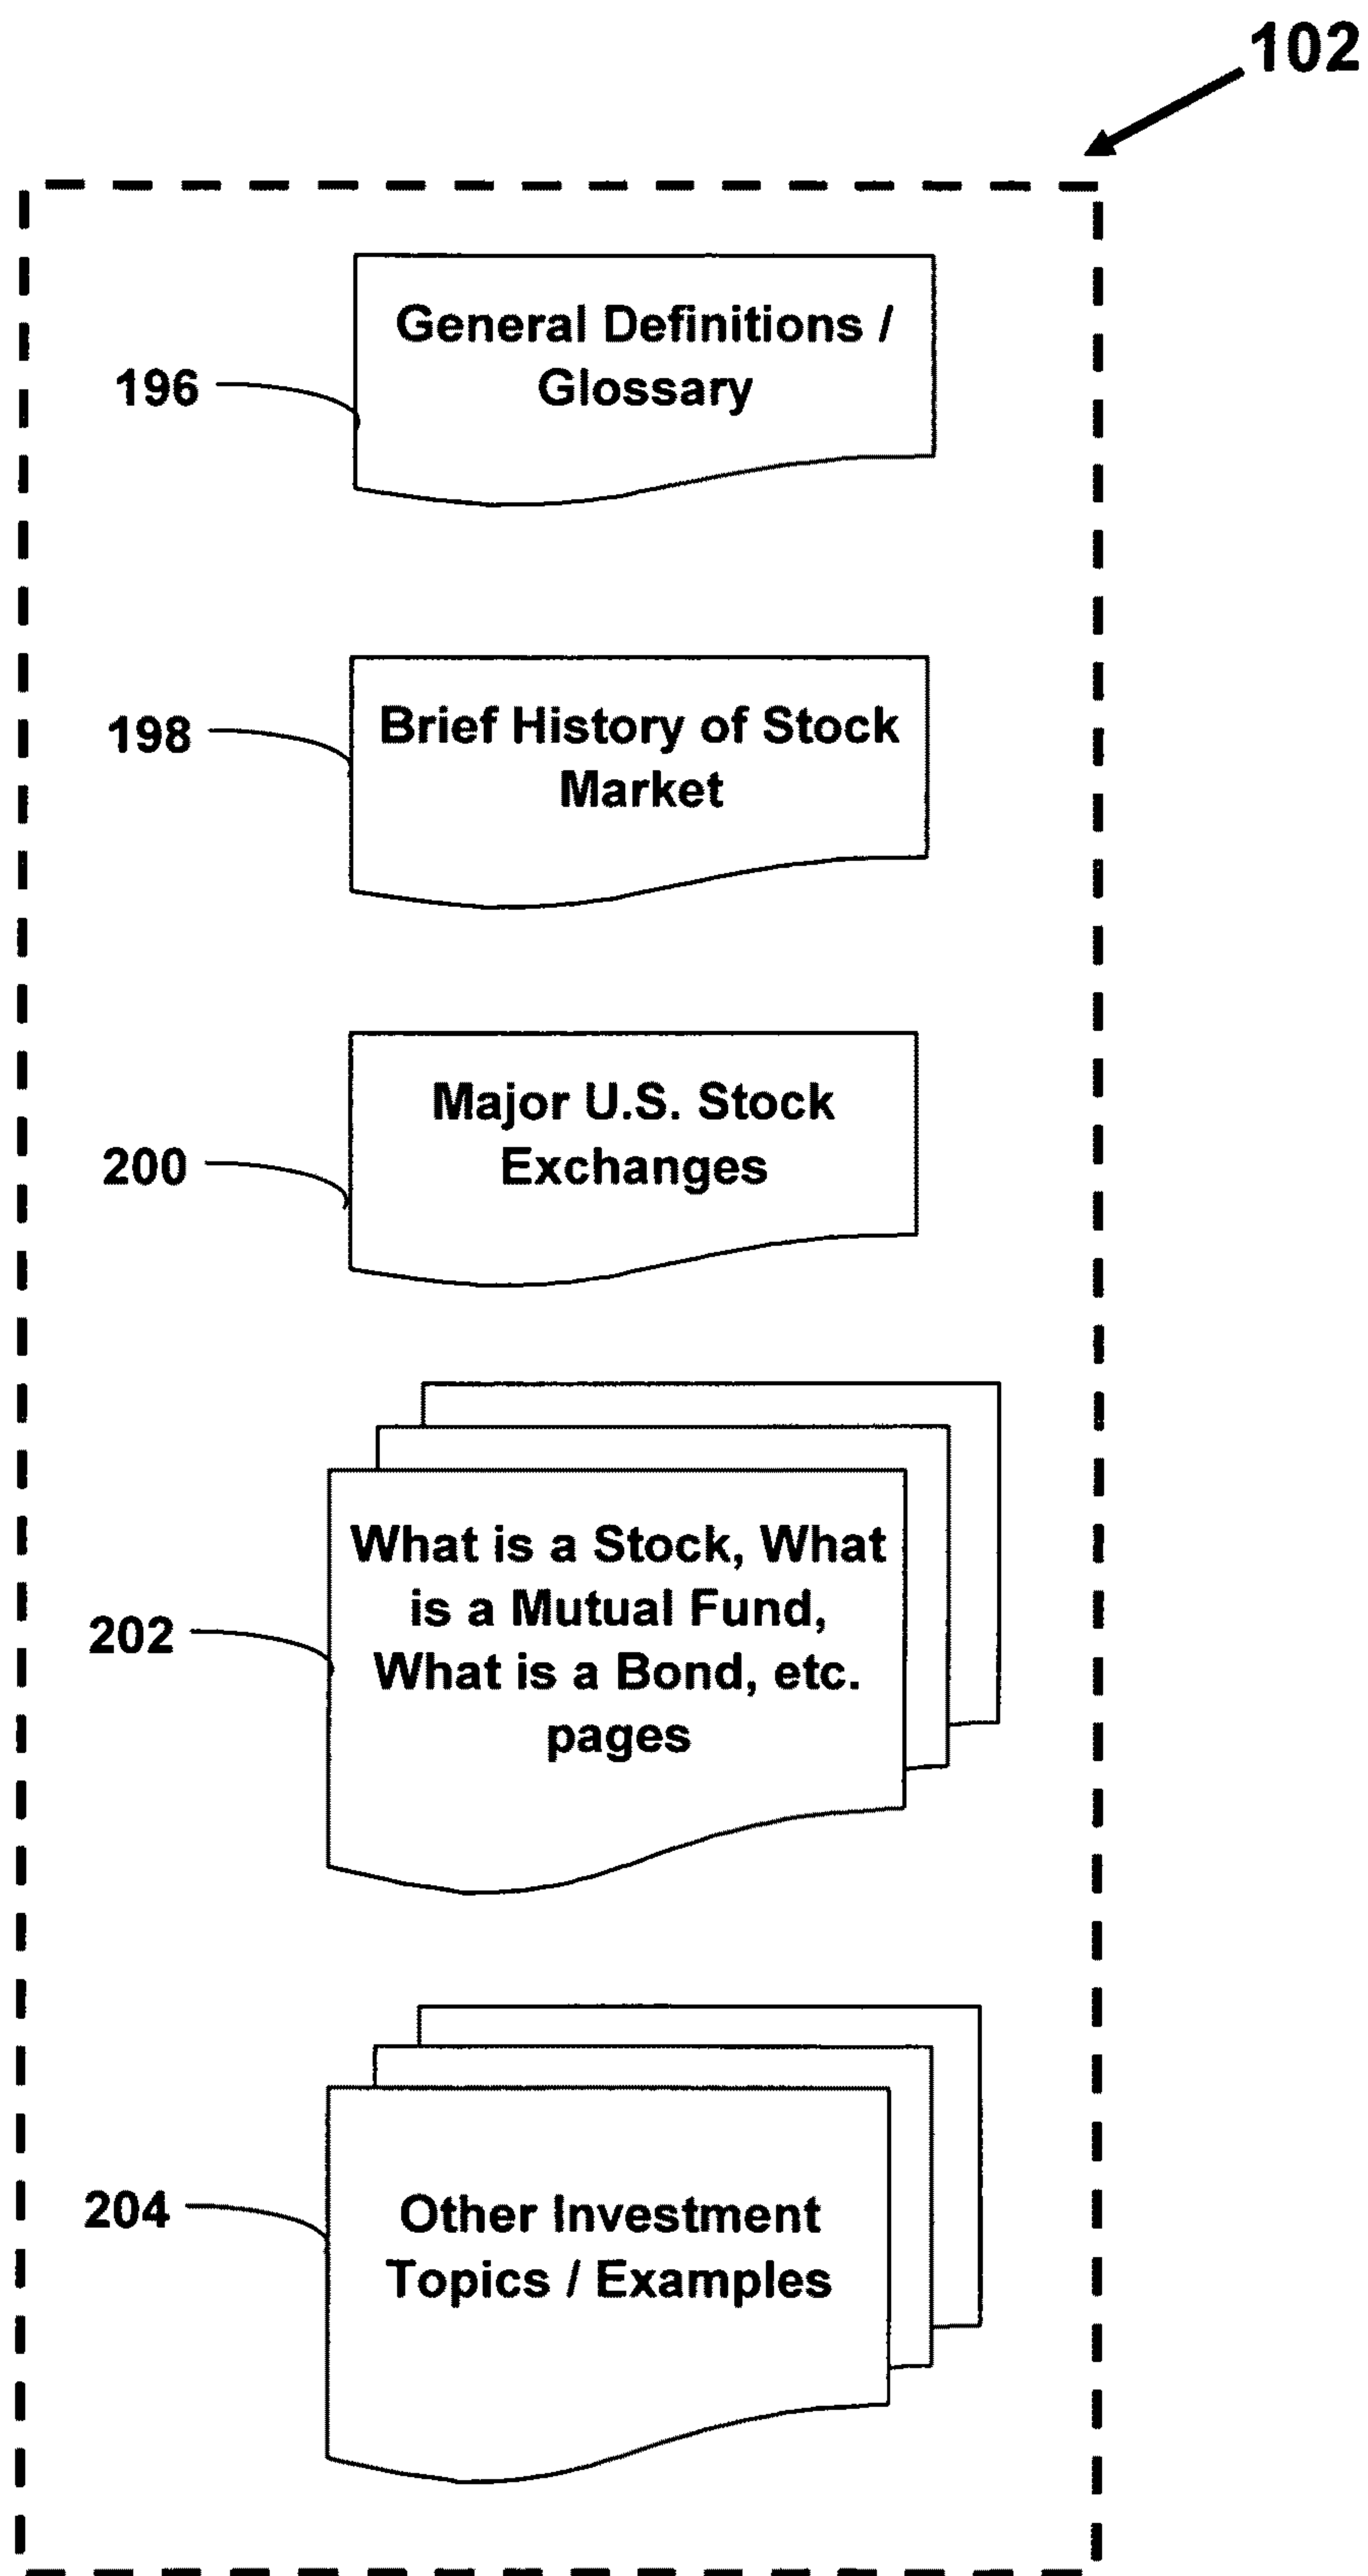 102
General Definitions /
196
Glossary
198
Brief History of Stock
Market
Major U.S. Stock
200
Exchanges
What is a Stock, What
is a Mutual Fund,
202
What is a Bond, etc.
pages
204
Other Investment
Topics / Examples